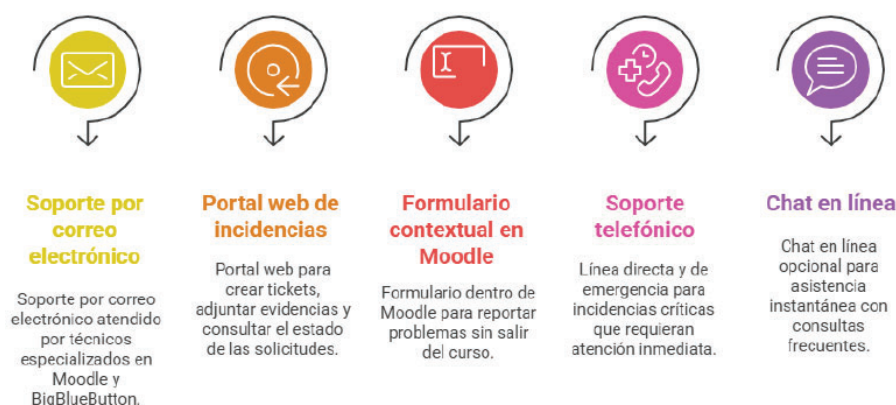 Soporte por
correo
electrónico
Soporte por correo
electrónico atendido
por técnicos
especializados en
Moodle y
BigBlueButton.
Portal web de
incidencias
Portal web para
crear tickets,
adjuntar evidencias y
consultar el estado
de las solicitudes.
Formulario
contextual en
Moodle
Formulario dentro de
Moodle para reportar
problemas sin salir
del curso.
Soporte
telefónico
Línea directa y de
emergencia para
incidencias críticas
que requieran
atención inmediata.
Chat en línea
Chat en línea
opcional para
asistencia
instantánea con
consultas
frecuentes.